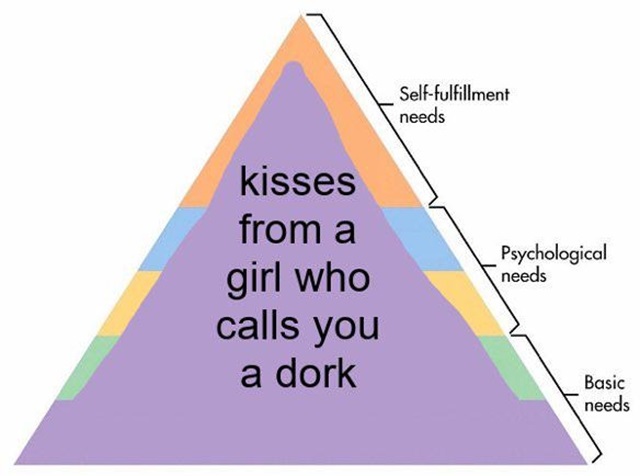 Self-fulfillment
needs
kisses
from a
girl who
calls you
a dork
Psychological
needs
Basic
needs